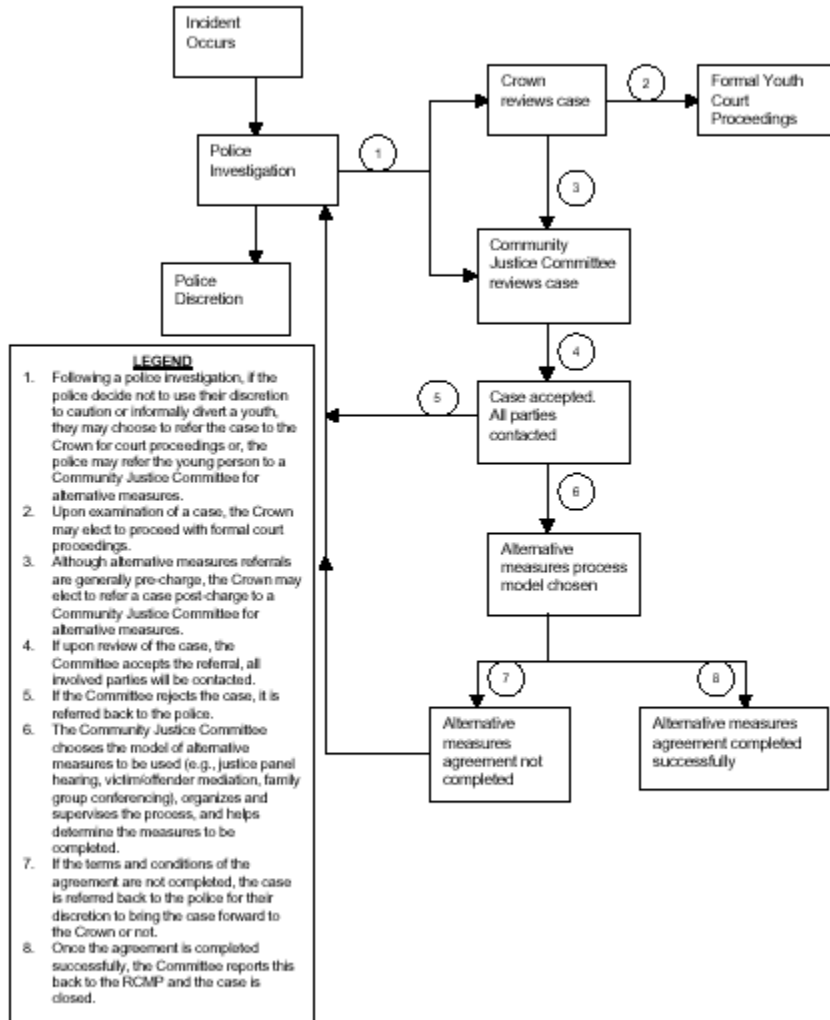 Incident
Occurs
Crown
reviews case
2
Formal Youth
Court
Proceedings
Police
Investigation
1
3
Community
Justice Committee
reviews case
Police
Discretion
4
LEGEND
1. Following a police investigation, if the
police decide not to use their discretion
to caution or informally divert a youth,
they may choose to refer the case to the
Crown for court proceedings or, the
police may refer the young person to a
Community Justice Committee for
alternative measures.
2. Upon examination of a case, the Crown
may elect to proceed with formal court
proceedings.
3. Although alternative measures referrals
are generally pre-charge, the Crown may
elect to refer a case post-charge to a
Community Justice Committee for
alternative measures.
4. If upon review of the case, the
Committee accepts the referral, all
involved parties will be contacted.
5. If the Committee rejects the case, it is
referred back to the police.
6. The Community Justice Committee
chooses the model of alternative
measures to be used (e.g., justice panel
hearing, victim/offender mediation, family
group conferencing), organizes and
supervises the process, and helps
determine the measures to be
completed.
7. If the terms and conditions of the
agreement are not completed, the case
is referred back to the police for their
discretion to bring the case forward to
the Crown or not.
8. Once the agreement is completed
successfully, the Committee reports this
back to the RCMP and the case is
closed.
5
Case accepted.
All parties
contacted
6
Alternative
measures process
model chosen
7
8
Alternative
measures
agreement not
completed
Alternative measures
agreement completed
successfully